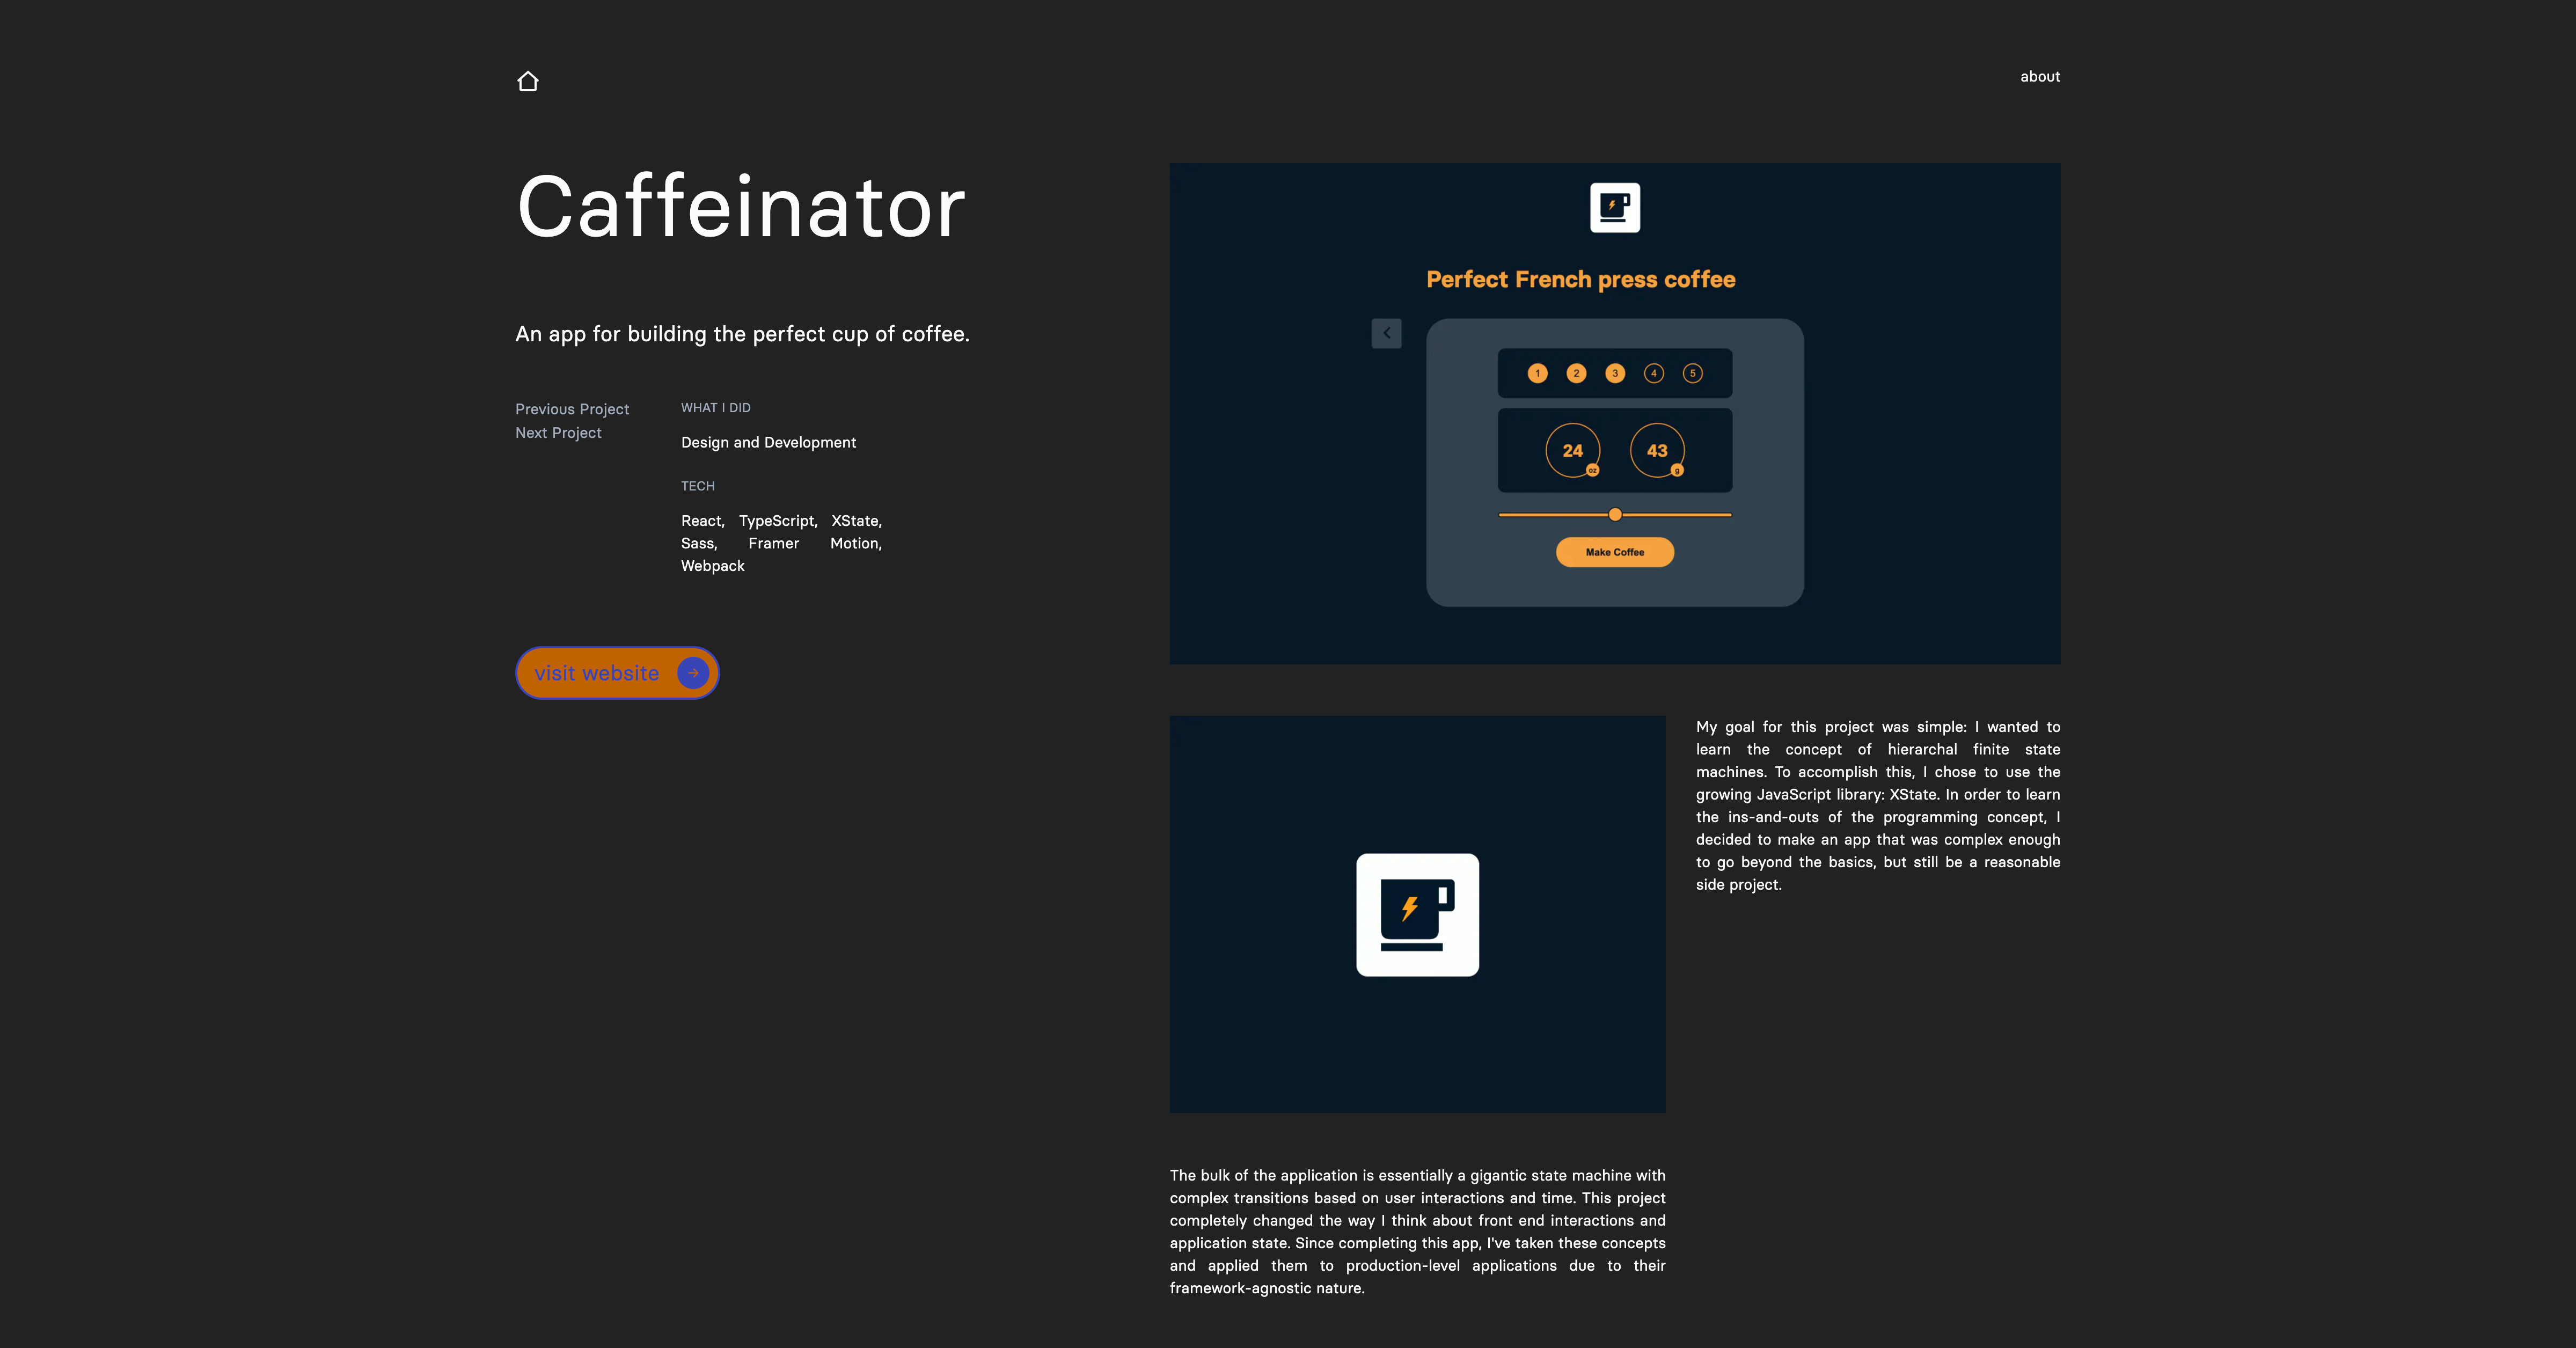 about
Caffeinator
An app for building the perfect cup of coffee.
Previous Project
Next Project
WHAT I DID
Design and Development
TECH
React, TypeScript, XState,
Sass, Framer Motion,
Webpack
visit website
Perfect French press coffee
1 2 3 4 5
24 oz 43 g
Make Coffee
My goal for this project was simple: I wanted to
learn the concept of hierarchal finite state
machines. To accomplish this, I chose to use the
growing JavaScript library: XState. In order to learn
the ins-and-outs of the programming concept, I
decided to make an app that was complex enough
to go beyond the basics, but still be a reasonable
side project.
The bulk of the application is essentially a gigantic state machine with
complex transitions based on user interactions and time. This project
completely changed the way I think about front end interactions and
application state. Since completing this app, I've taken these concepts
and applied them to production-level applications due to their
framework-agnostic nature.